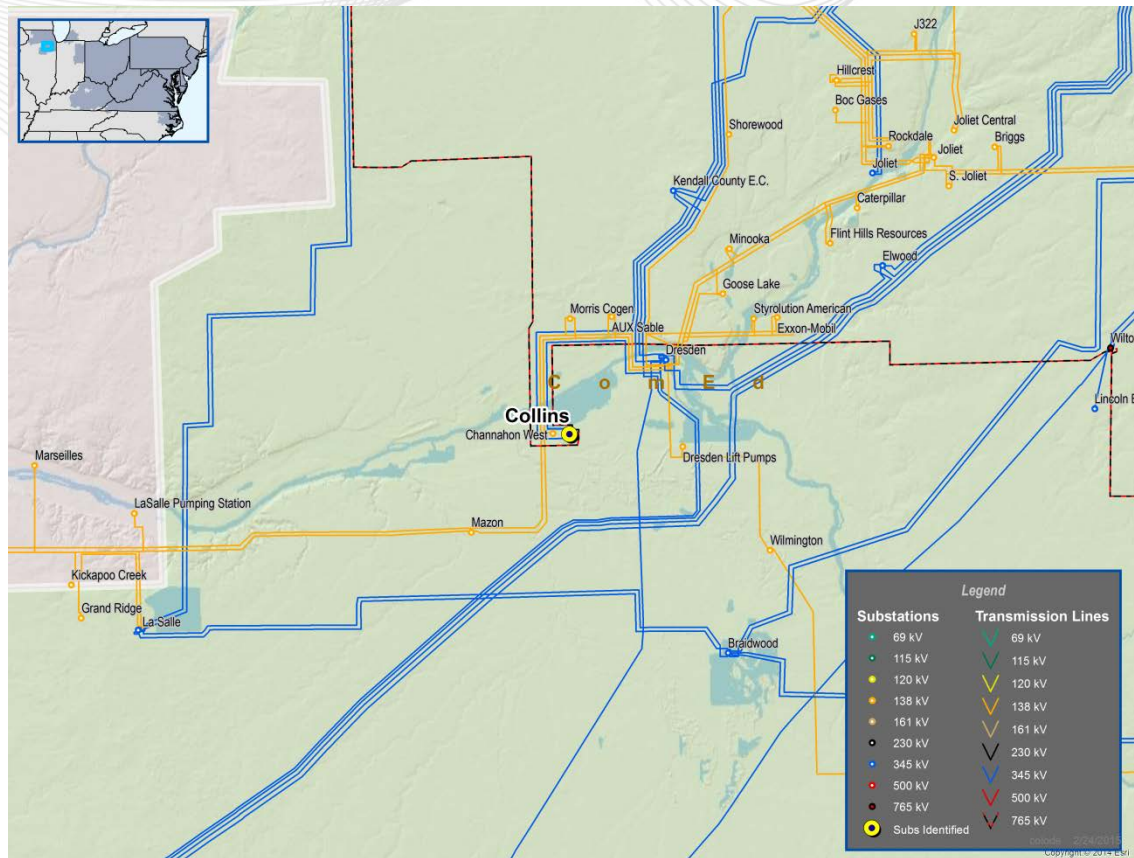 J322
Hillcrest
Boc Gases
Joliet Central
Shorewood
Rockdale
Briggs
Joliet
Joliet
S. Joliet
Kendall County E.C.
Caterpillar
Flint Hills Resources
Minooka
Elwood
Goose Lake
Morris Cogen
Styrolution American
AUX Sable
Exxon-Mobil
Dresden
Wilto
ComEd
Lincoln E
Collins
Channahon West
Dresden Lift Pumps
Marseilles
LaSalle Pumping Station
Mazon
Wilmington
Kickapoo Creek
Grand Ridge
La Salle
Braidwood
Legend
Substations
69 kV
115 kV
120 kV
138 kV
161 kV
230 kV
345 kV
500 kV
765 kV
Subs Identified
Transmission Lines
69 kV
115 kV
120 kV
138 kV
161 kV
230 kV
345 kV
500 kV
765 kV
Copyright:© 2014 Esri